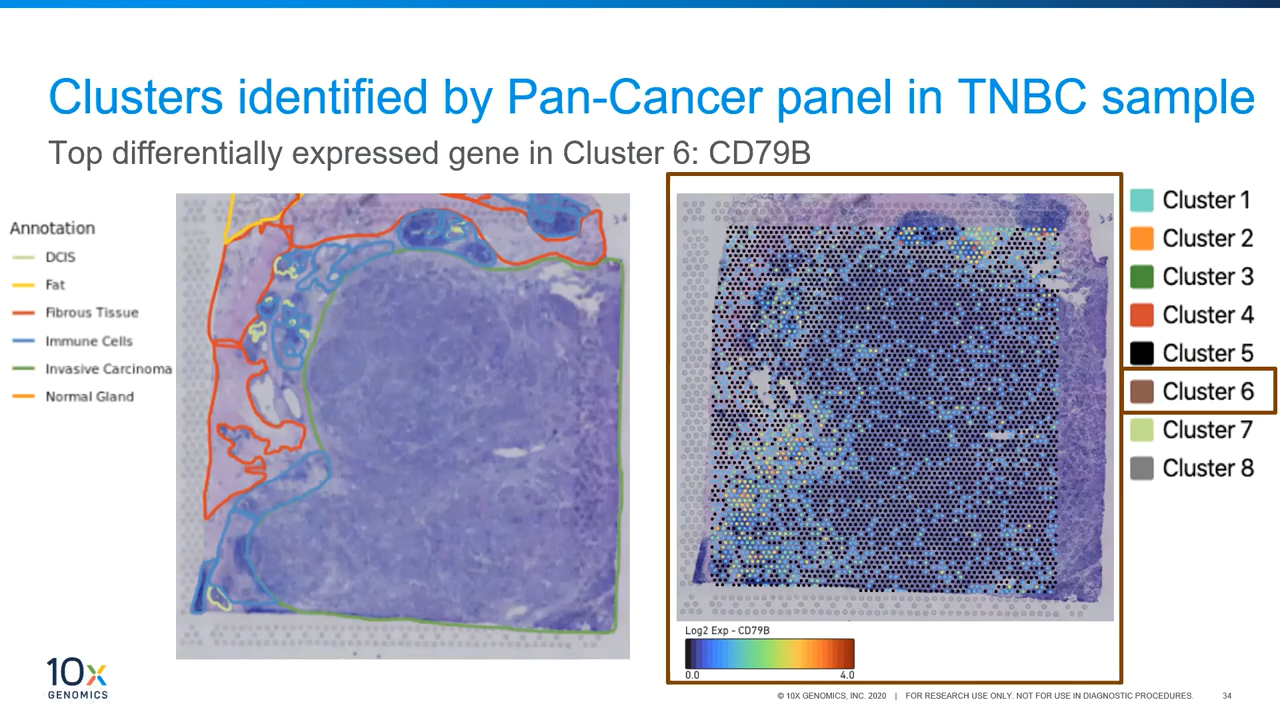 Clusters identified by Pan-Cancer panel in TNBC sample
Top differentially expressed gene in Cluster 6: CD79B
Annotation
DCIS
Fat
Fibrous Tissue
Immune Cells
Invasive Carcinoma
Normal Gland
Cluster 1
Cluster 2
Cluster 3
Cluster 4
Cluster 5
Cluster 6
Cluster 7
Cluster 8
Log2 Exp - CD79B
0.0 4.0
10x
GENOMICS
© 10X GENOMICS, INC. 2020 | FOR RESEARCH USE ONLY. NOT FOR USE IN DIAGNOSTIC PROCEDURES. 34